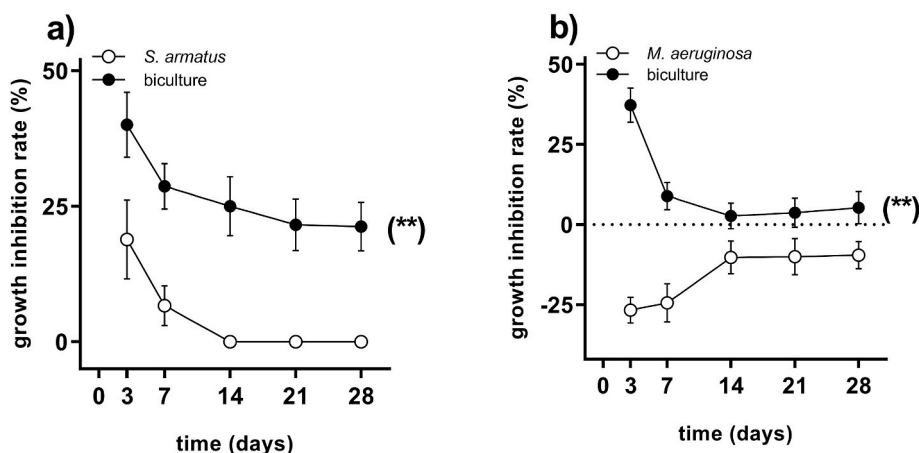 a)
S. armatus
biculture
growth inhibition rate (%)
50
25
0
(**)
0 3 7 14 21 28
time (days)
b)
M. aeruginosa
biculture
growth inhibition rate (%)
50
25
0
-25
(**)
0 3 7 14 21 28
time (days)